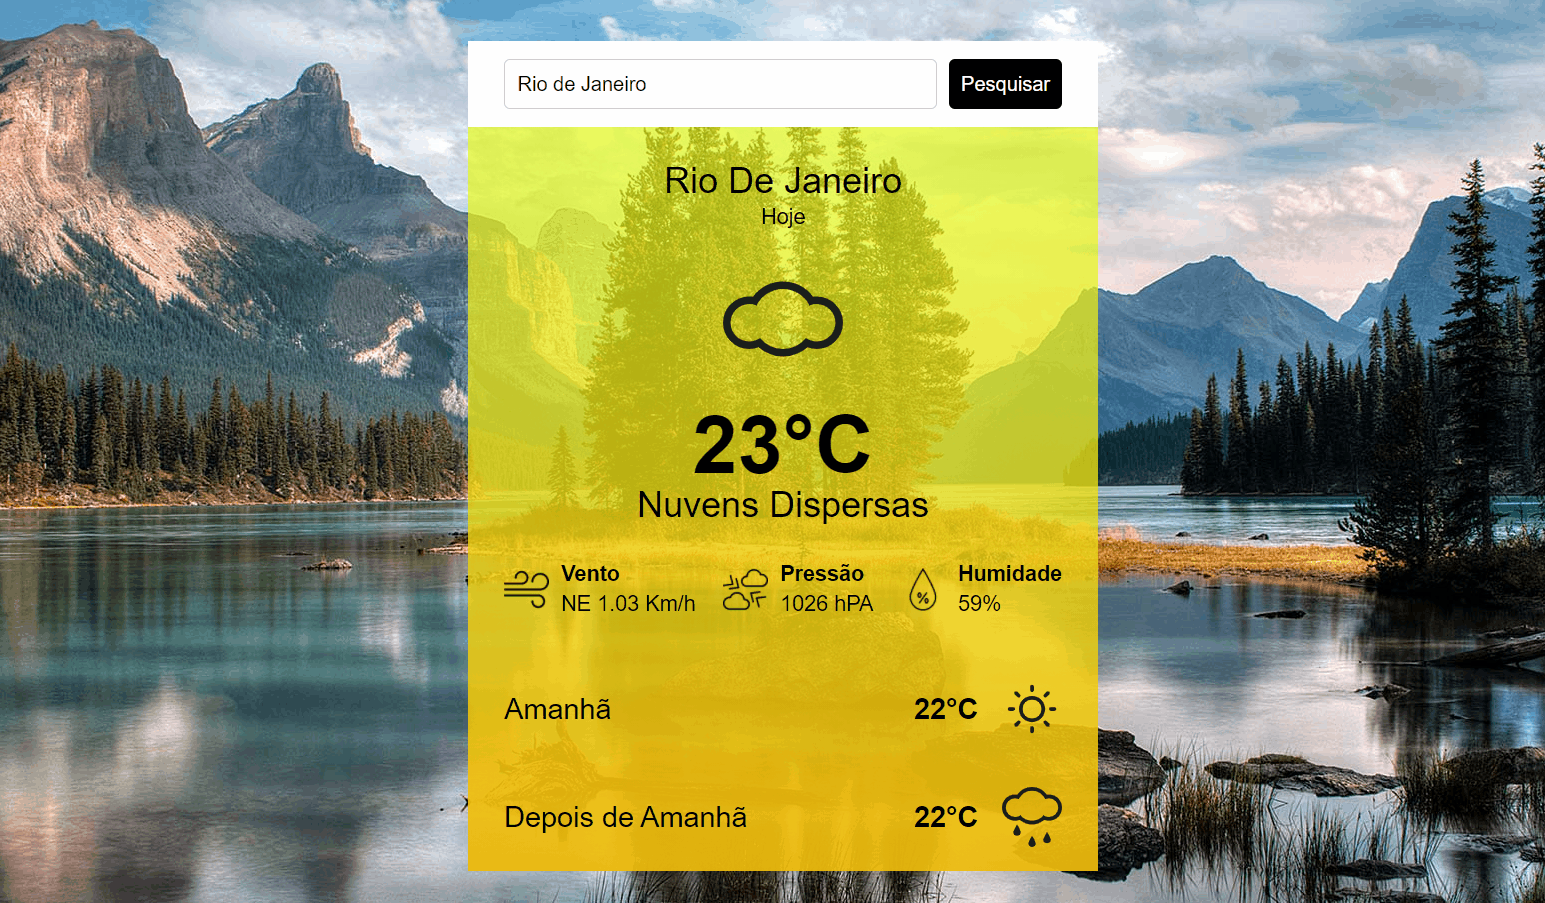 Rio de Janeiro
Pesquisar
Rio De Janeiro
Hoje
23°C
Nuvens Dispersas
Vento
NE 1.03 Km/h
Pressão
1026 hPA
%
Humidade
59%
Amanhã
22°C
Depois de Amanhã
22°C